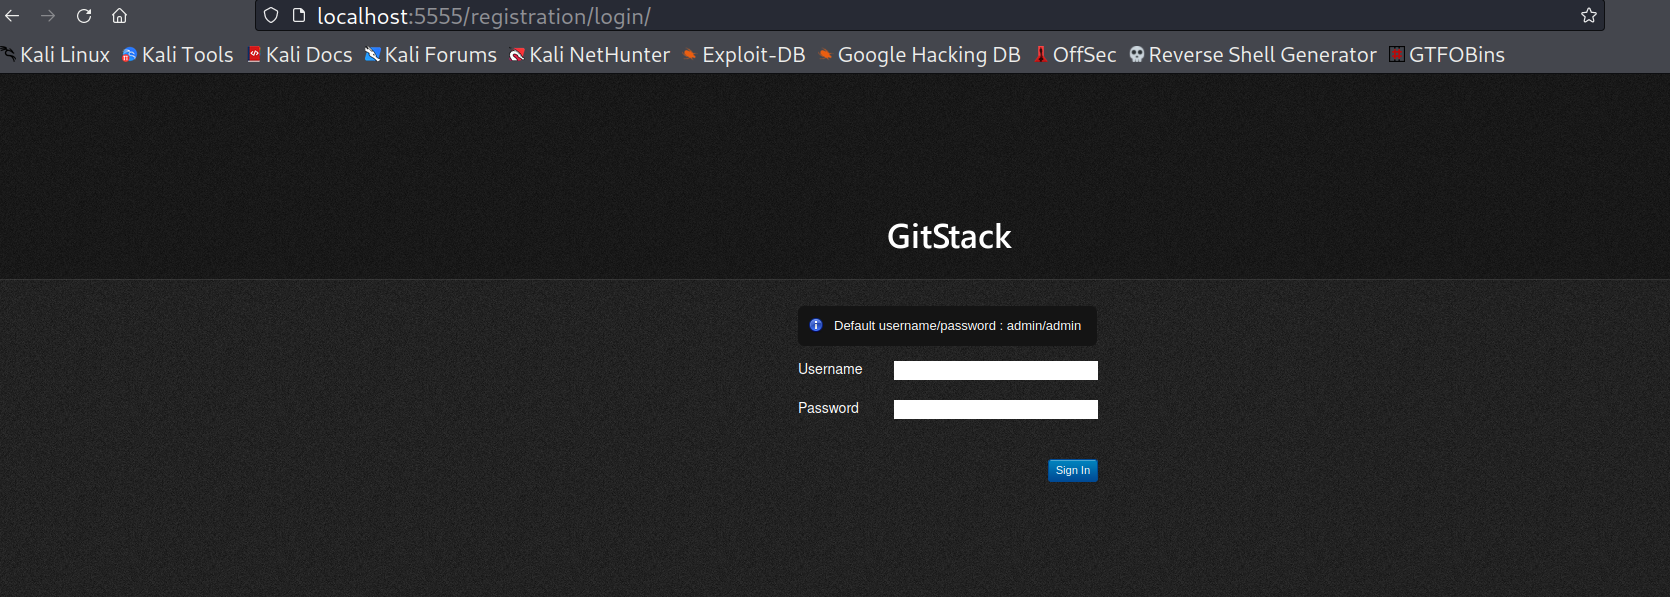 localhost:5555/registration/login/
Kali Linux Kali Tools Kali Docs Kali Forums Kali NetHunter Exploit-DB Google Hacking DB OffSec Reverse Shell Generator GTFOBins
GitStack
Default username/password : admin/admin
Username
Password
Sign In